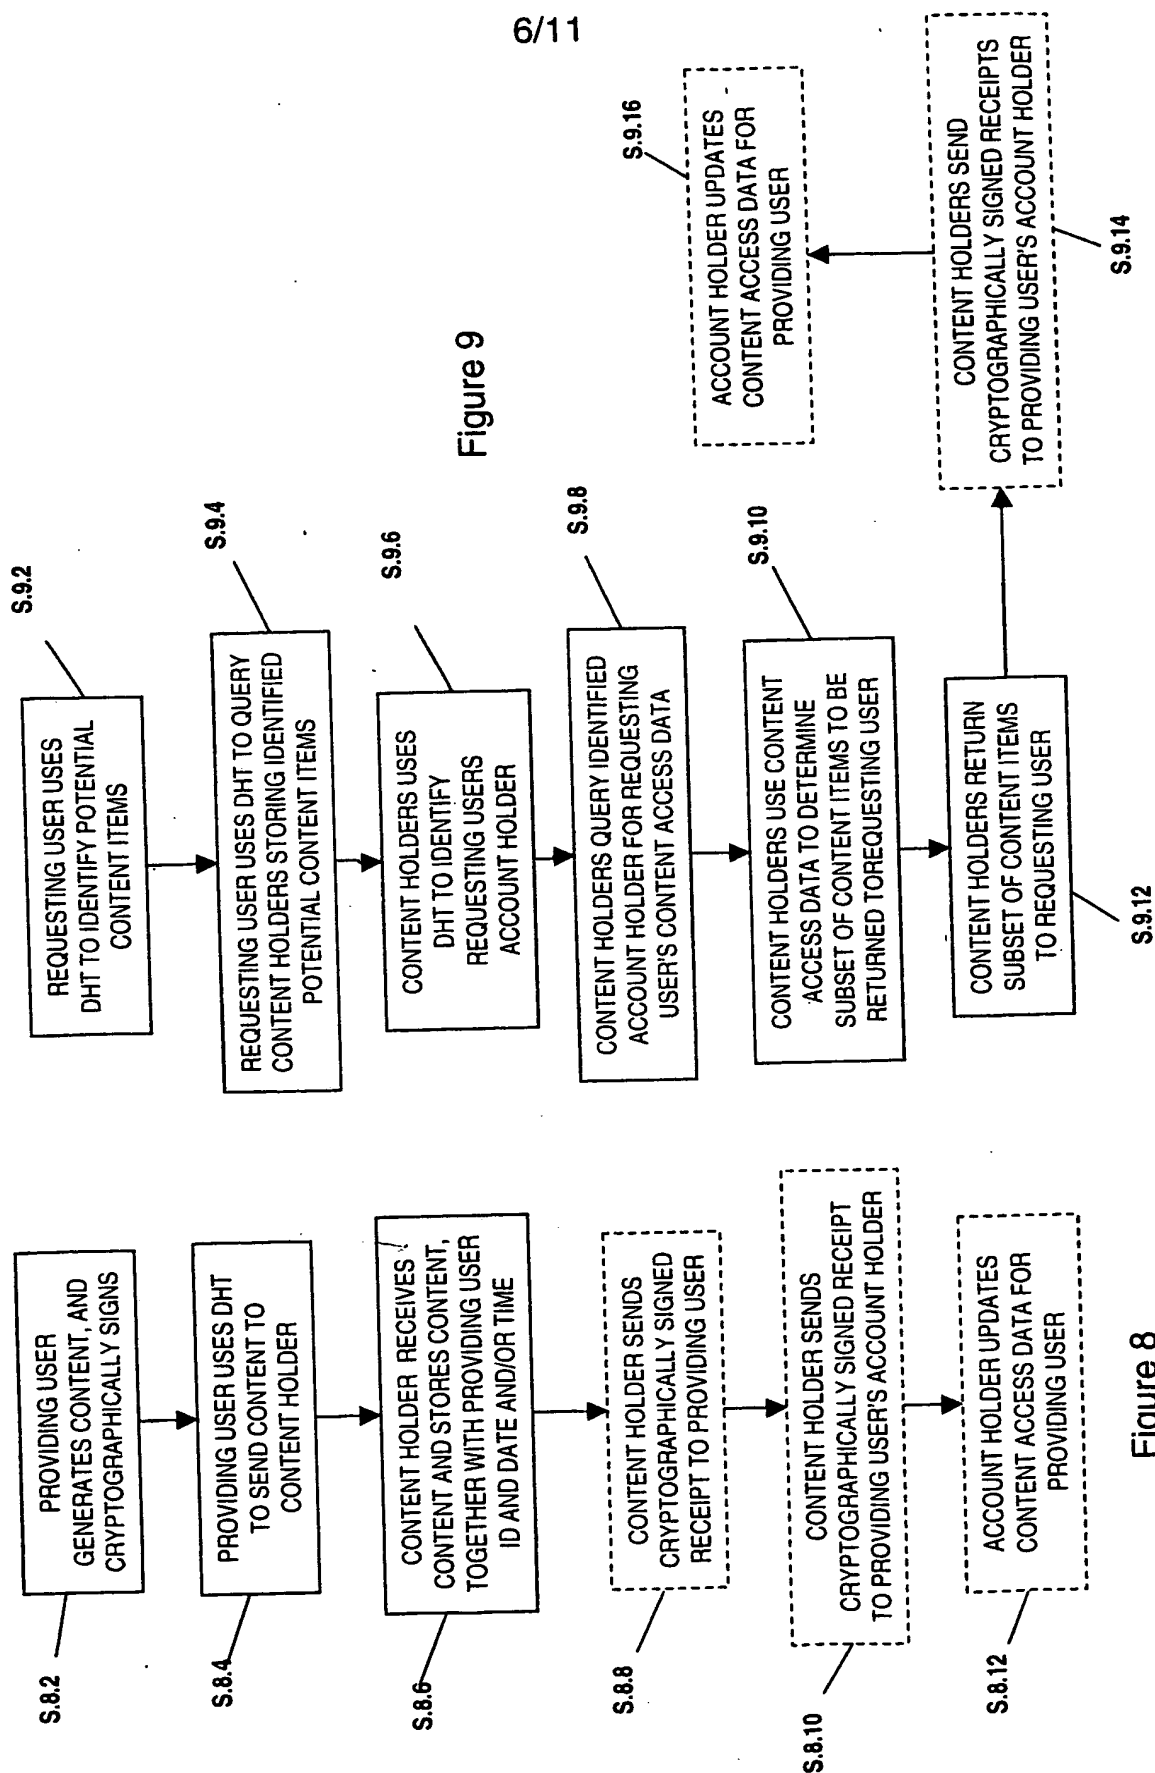 6/11
PROVIDING USER
GENERATES CONTENT, AND
CRYPTOGRAPHICALLY SIGNS
S.8.2
PROVIDING USER USES DHT
TO SEND CONTENT TO
CONTENT HOLDER
S.8.4
CONTENT HOLDER RECEIVES
CONTENT AND STORES CONTENT,
TOGETHER WITH PROVIDING USER
ID AND DATE AND/OR TIME
S.8.6
CONTENT HOLDER SENDS
CRYPTOGRAPHICALLY SIGNED
RECEIPT TO PROVIDING USER
S.8.8
CONTENT HOLDER SENDS
CRYPTOGRAPHICALLY SIGNED RECEIPT
TO PROVIDING USER'S ACCOUNT HOLDER
S.8.10
ACCOUNT HOLDER UPDATES
CONTENT ACCESS DATA FOR
PROVIDING USER
S.8.12
Figure 8
REQUESTING USER USES
DHT TO IDENTIFY POTENTIAL
CONTENT ITEMS
S.9.2
REQUESTING USER USES DHT TO QUERY
CONTENT HOLDERS STORING IDENTIFIED
POTENTIAL CONTENT ITEMS
S.9.4
CONTENT HOLDERS USES
DHT TO IDENTIFY
REQUESTING USERS
ACCOUNT HOLDER
S.9.6
CONTENT HOLDERS QUERY IDENTIFIED
ACCOUNT HOLDER FOR REQUESTING
USER'S CONTENT ACCESS DATA
S.9.8
CONTENT HOLDERS USE CONTENT
ACCESS DATA TO DETERMINE
SUBSET OF CONTENT ITEMS TO BE
RETURNED TOREQUESTING USER
S.9.10
CONTENT HOLDERS RETURN
SUBSET OF CONTENT ITEMS
TO REQUESTING USER
S.9.12
CONTENT HOLDERS SEND
CRYPTOGRAPHICALLY SIGNED RECEIPTS
TO PROVIDING USER'S ACCOUNT HOLDER
S.9.14
ACCOUNT HOLDER UPDATES
CONTENT ACCESS DATA FOR
PROVIDING USER
S.9.16
Figure 9